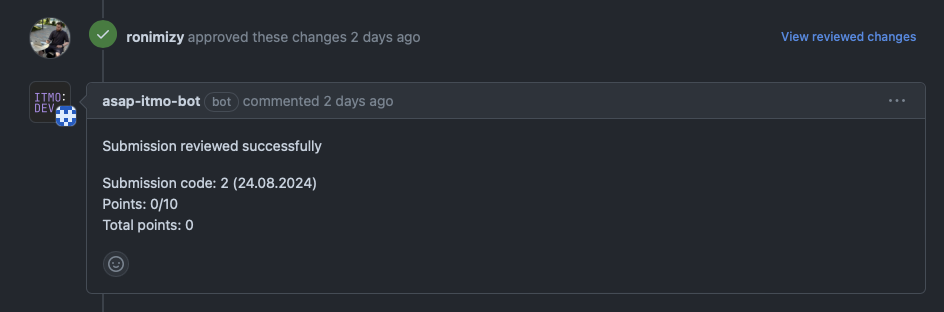 ronimizy approved these changes 2 days ago
View reviewed changes
ITMO:
DEV
asap-itmo-bot bot commented 2 days ago
Submission reviewed successfully
Submission code: 2 (24.08.2024)
Points: 0/10
Total points: 0